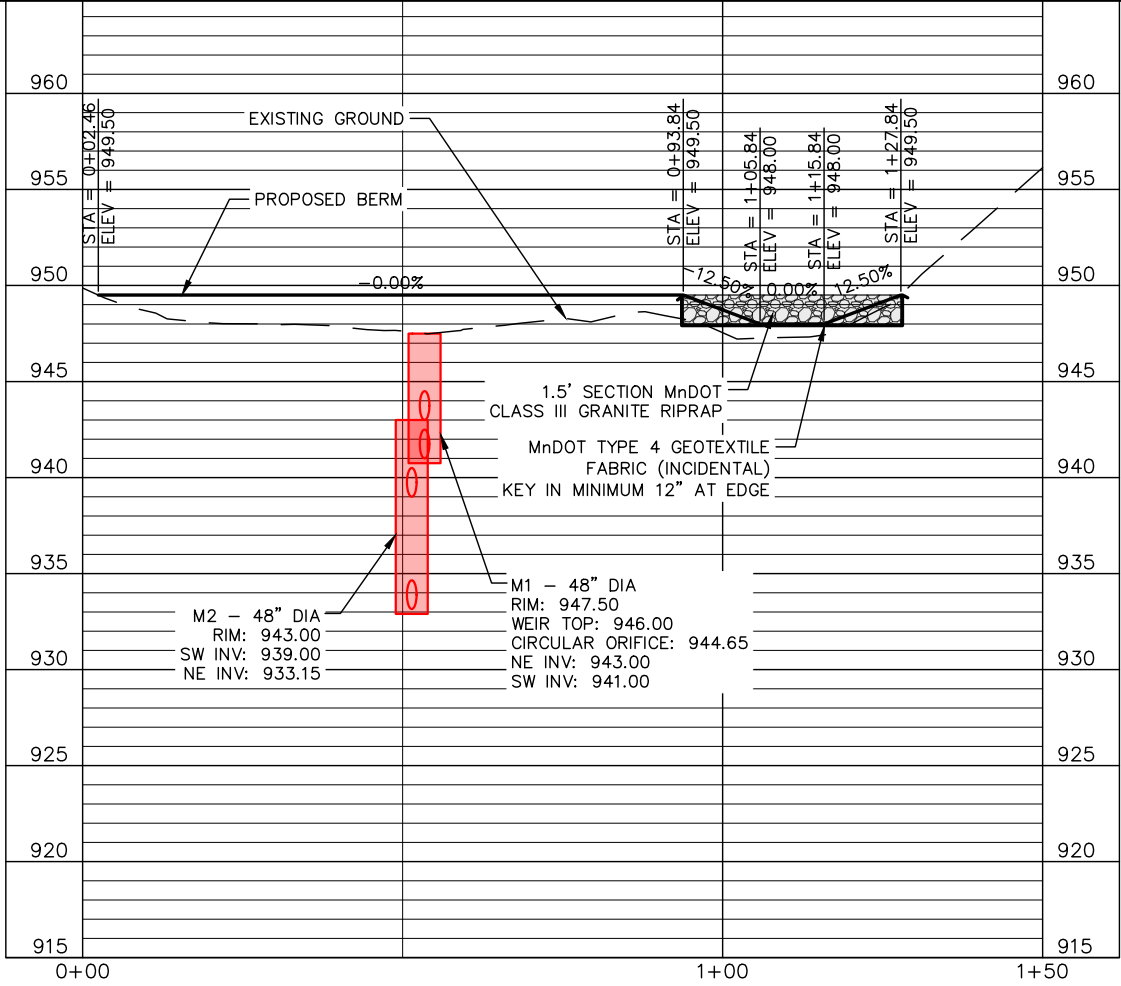 960
960
955
955
950
950
945
945
940
940
935
935
930
930
925
925
920
920
915
915
0+00
1+00
1+50
STA = 0+02.46
ELEV = 949.50
EXISTING GROUND
PROPOSED BERM
-0.00%
STA = 0+93.84
ELEV = 949.50
STA = 1+05.84
ELEV = 948.00
STA = 1+15.84
ELEV = 948.00
STA = 1+27.84
ELEV = 949.50
-12.50%
0.00%
12.50%
1.5' SECTION MnDOT
CLASS III GRANITE RIPRAP
MnDOT TYPE 4 GEOTEXTILE
FABRIC (INCIDENTAL)
KEY IN MINIMUM 12" AT EDGE
M2 - 48" DIA
RIM: 943.00
SW INV: 939.00
NE INV: 933.15
M1 - 48" DIA
RIM: 947.50
WEIR TOP: 946.00
CIRCULAR ORIFICE: 944.65
NE INV: 943.00
SW INV: 941.00